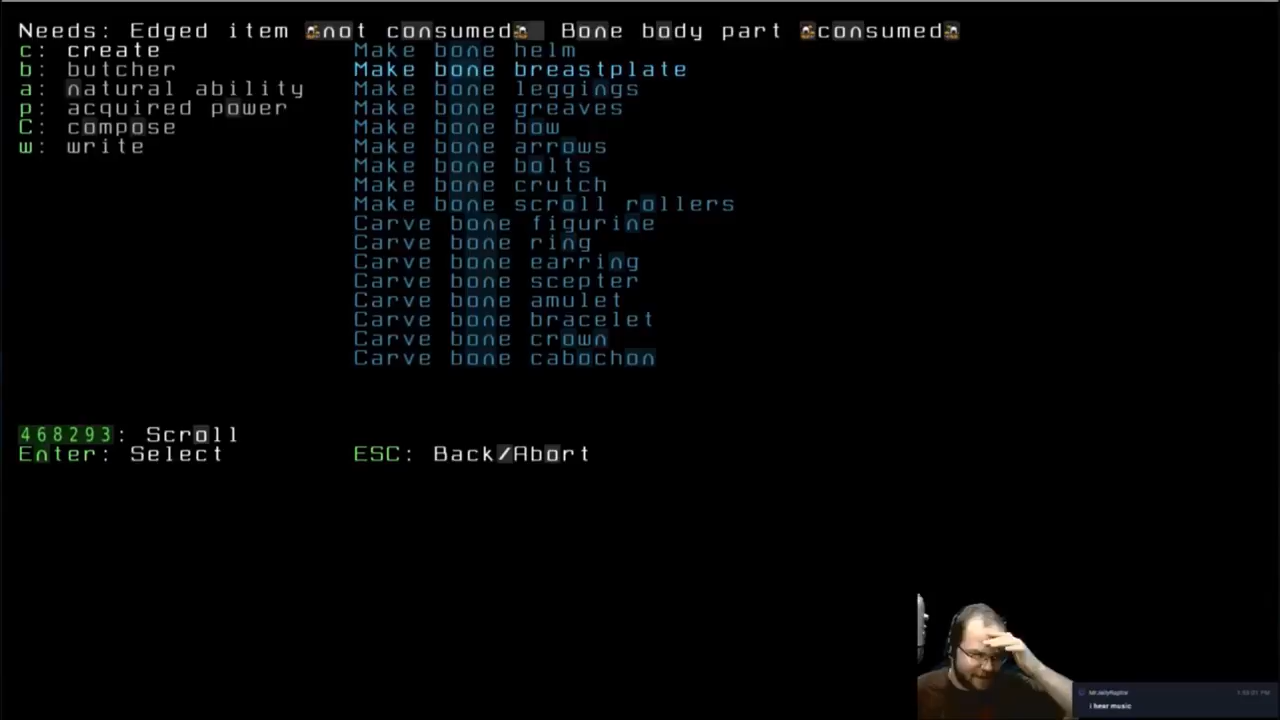 Needs: Edged item not consumed Bone body part consumed
c: create
b: butcher
a: natural ability
p: acquired power
C: compose
w: write
Make bone helm
Make bone breastplate
Make bone leggings
Make bone greaves
Make bone bow
Make bone arrows
Make bone bolts
Make bone crutch
Make bone scroll rollers
Carve bone figurine
Carve bone ring
Carve bone earring
Carve bone scepter
Carve bone amulet
Carve bone bracelet
Carve bone crown
Carve bone cabochon
468293: Scroll
Enter: Select ESC: Back/Abort
i hear music